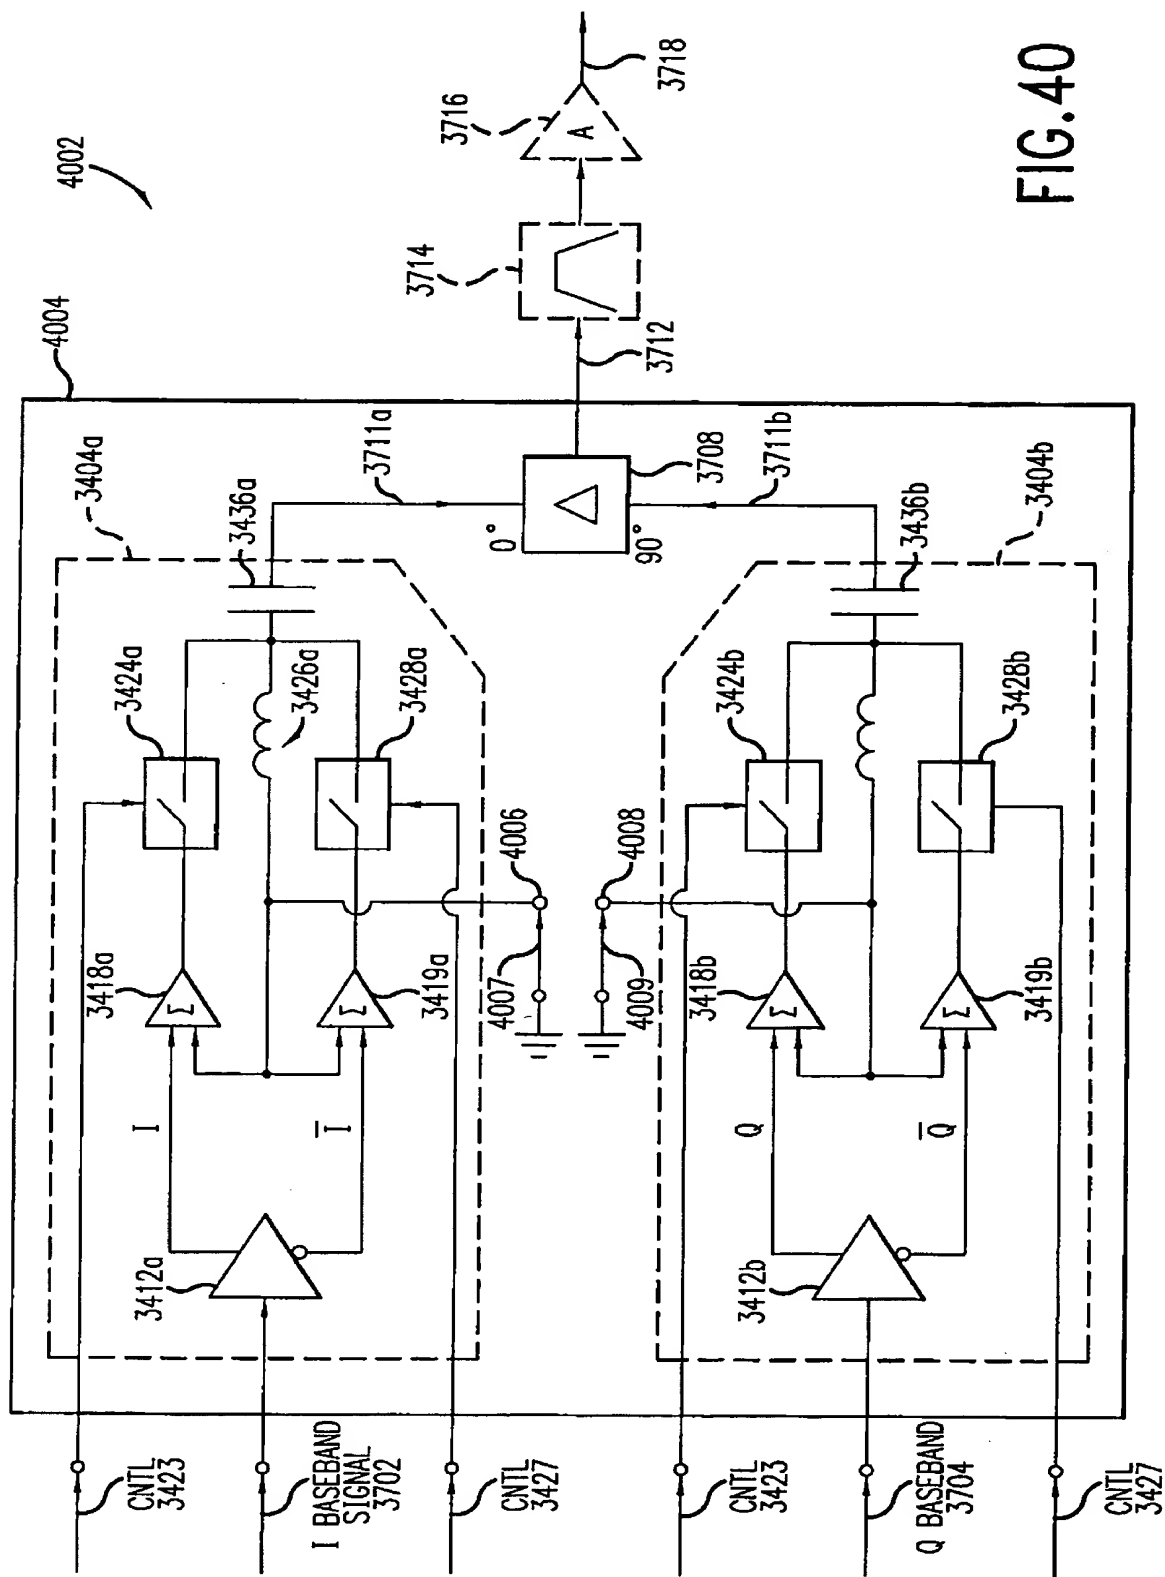 4002
4004
3404a
3436a
3711a
3424a
3426a
3428a
3418a
Σ
3419a
Σ
I
I̅
3412a
CNTL
3423
I BASEBAND
SIGNAL
3702
CNTL
3427
0°
90°
3708
3712
3714
3716
A
3718
4006
4007
4008
4009
3711b
3404b
3436b
3424b
3428b
3418b
Σ
3419b
Σ
Q
Q̅
3412b
CNTL
3423
Q BASEBAND
3704
CNTL
3427
FIG.40